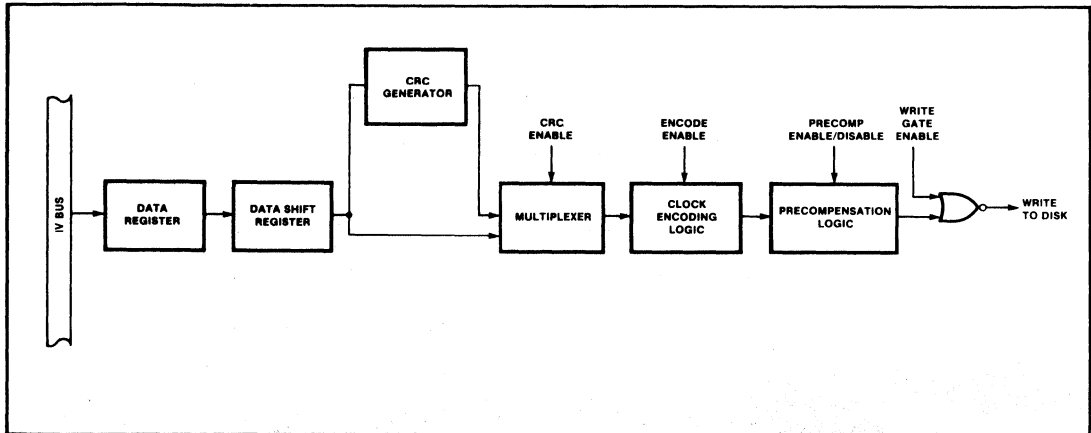 CRC
GENERATOR
CRC
ENABLE
ENCODE
ENABLE
PRECOMP
ENABLE/DISABLE
WRITE
GATE
ENABLE
IV BUS
DATA
REGISTER
DATA SHIFT
REGISTER
MULTIPLEXER
CLOCK
ENCODING
LOGIC
PRECOMPENSATION
LOGIC
WRITE
TO DISK